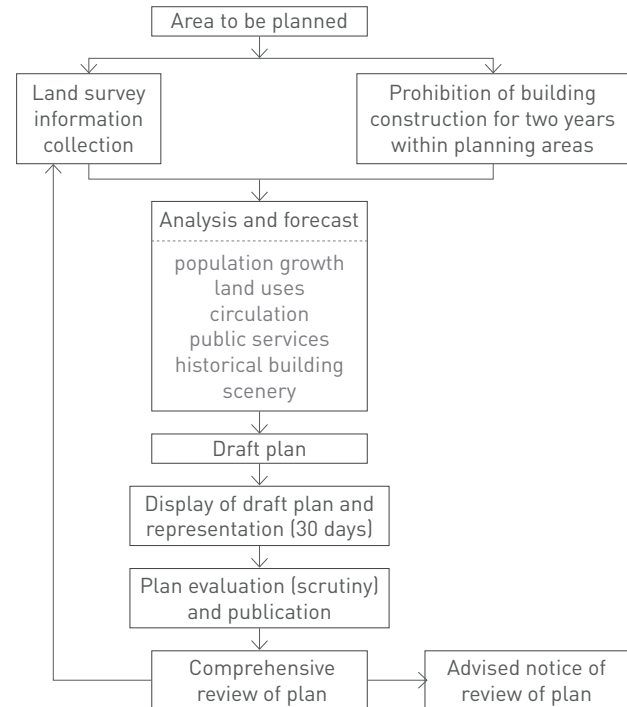 Area to be planned
Land survey
information
collection
Prohibition of building
construction for two years
within planning areas
Analysis and forecast
population growth
land uses
circulation
public services
historical building
scenery
Draft plan
Display of draft plan and
representation (30 days)
Plan evaluation (scrutiny)
and publication
Comprehensive
review of plan
Advised notice of
review of plan